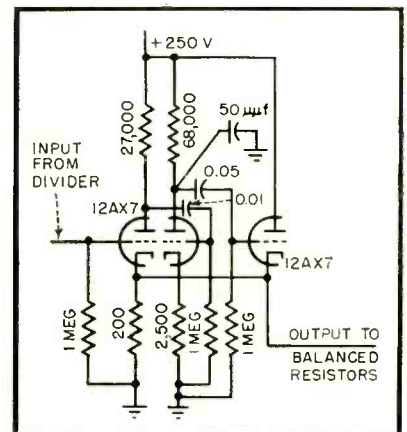 +250 V
27,000
68,000
50 μμf
INPUT
FROM
DIVIDER
0.05
0.01
12AX7
12AX7
1 MEG
200
2,500
1 MEG
1 MEG
OUTPUT TO
BALANCED
RESISTORS